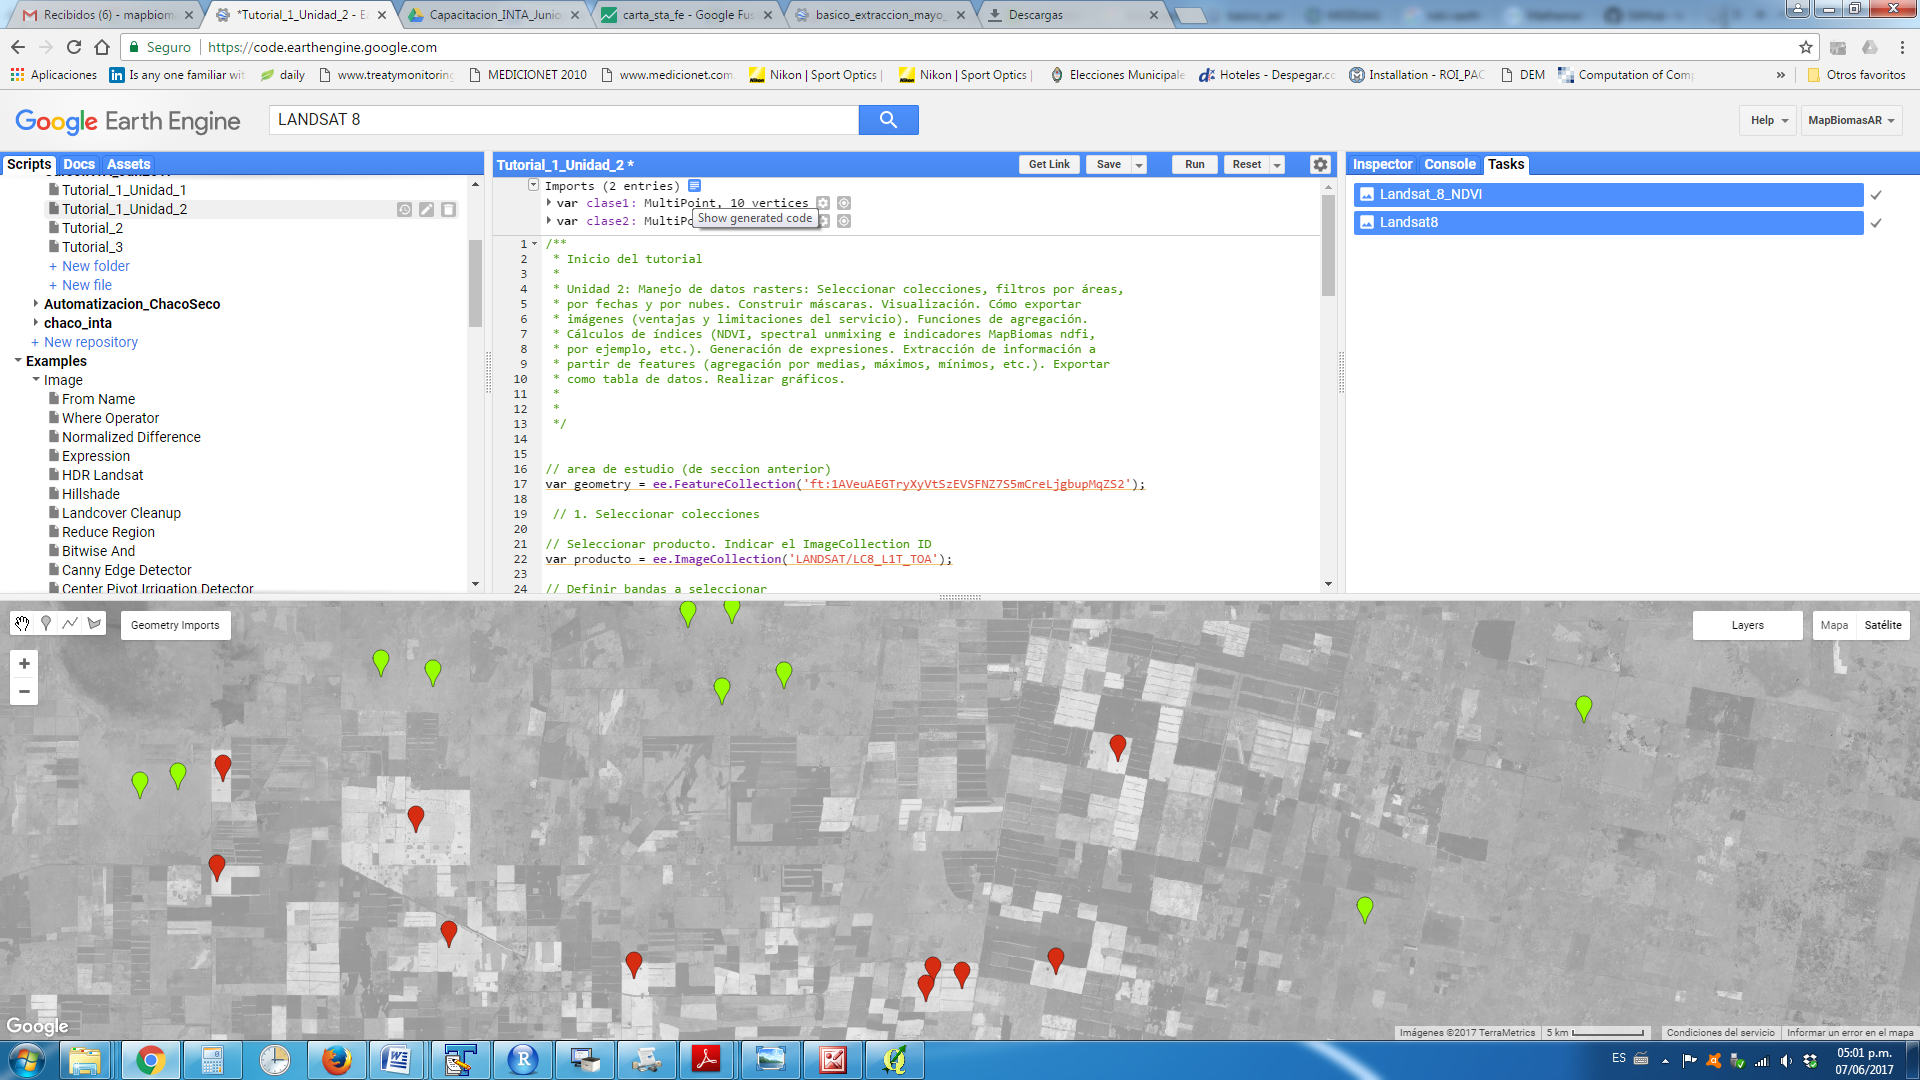 Recibidos (6) - mapbiom
*Tutorial_1_Unidad_2 - Ea
Capacitacion_INTA_Junio
carta_sta_fe - Google Fus
basico_extraccion_mayo_
Descargas
Seguro
https://code.earthengine.google.com
Aplicaciones
Is any one familiar wit
daily
www.treatymonitoring
MEDICIONET 2010
www.medicionet.com
Nikon | Sport Optics |
Nikon | Sport Optics |
Elecciones Municipale
Hoteles - Despegar.co
Installation - ROI_PAC
DEM
Computation of Comp
»
Otros favoritos
Google Earth Engine
LANDSAT 8
Help
MapBiomasAR
Scripts
Docs
Assets
Tutorial_1_Unidad_1
Tutorial_1_Unidad_2
Tutorial_2
Tutorial_3
+ New folder
+ New file
Automatizacion_ChacoSeco
chaco_inta
+ New repository
Examples
Image
From Name
Where Operator
Normalized Difference
Expression
HDR Landsat
Hillshade
Landcover Cleanup
Reduce Region
Bitwise And
Canny Edge Detector
Center Pivot Irrigation Detector
Tutorial_1_Unidad_2 *
Get Link
Save
Run
Reset
Imports (2 entries)
var clase1: MultiPoint, 10 vertices
var clase2: MultiPo
Show generated code
1 /**
2 * Inicio del tutorial
3 *
4 * Unidad 2: Manejo de datos rasters: Seleccionar colecciones, filtros por áreas,
5 * por fechas y por nubes. Construir máscaras. Visualización. Cómo exportar
6 * imágenes (ventajas y limitaciones del servicio). Funciones de agregación.
7 * Cálculos de índices (NDVI, spectral unmixing e indicadores MapBiomas ndfi,
8 * por ejemplo, etc.). Generación de expresiones. Extracción de información a
9 * partir de features (agregación por medias, máximos, mínimos, etc.). Exportar
10 * como tabla de datos. Realizar gráficos.
11 *
12 *
13 */
14
15
16 // area de estudio (de seccion anterior)
17 var geometry = ee.FeatureCollection('ft:1AVeuAEGTryXyVtSzEVSFNZ7S5mCreLjgbupMqZS2');
18
19 // 1. Seleccionar colecciones
20
21 // Seleccionar producto. Indicar el ImageCollection ID
22 var producto = ee.ImageCollection('LANDSAT/LC8_L1T_TOA');
23
24 // Definir bandas a seleccionar
Inspector
Console
Tasks
Landsat_8_NDVI
Landsat8
Geometry Imports
Layers
Mapa
Satélite
+
−
Google
Imágenes ©2017 TerraMetrics
5 km
Condiciones del servicio
Informar un error en el mapa
ES
05:01 p.m.
07/06/2017